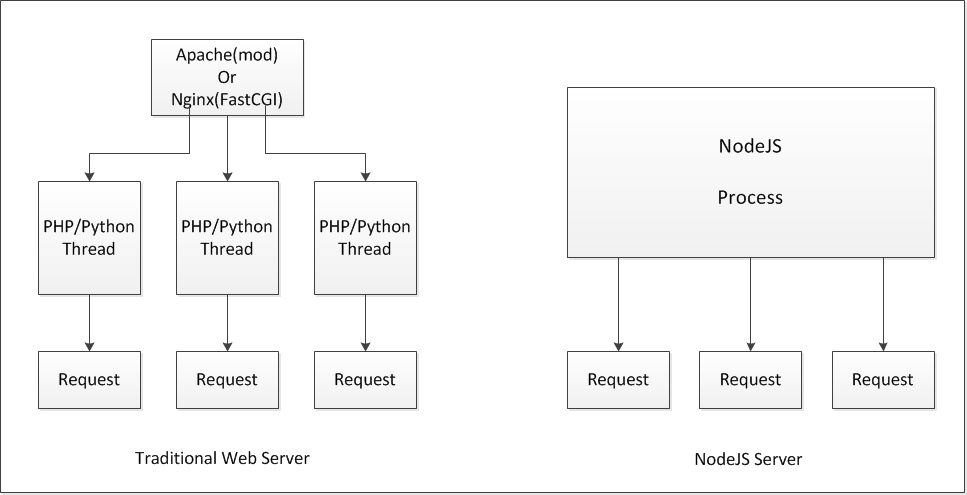 Apache(mod)
Or
Nginx(FastCGI)
PHP/Python
Thread
PHP/Python
Thread
PHP/Python
Thread
Request
Request
Request
Traditional Web Server
NodeJS
Process
Request
Request
Request
NodeJS Server